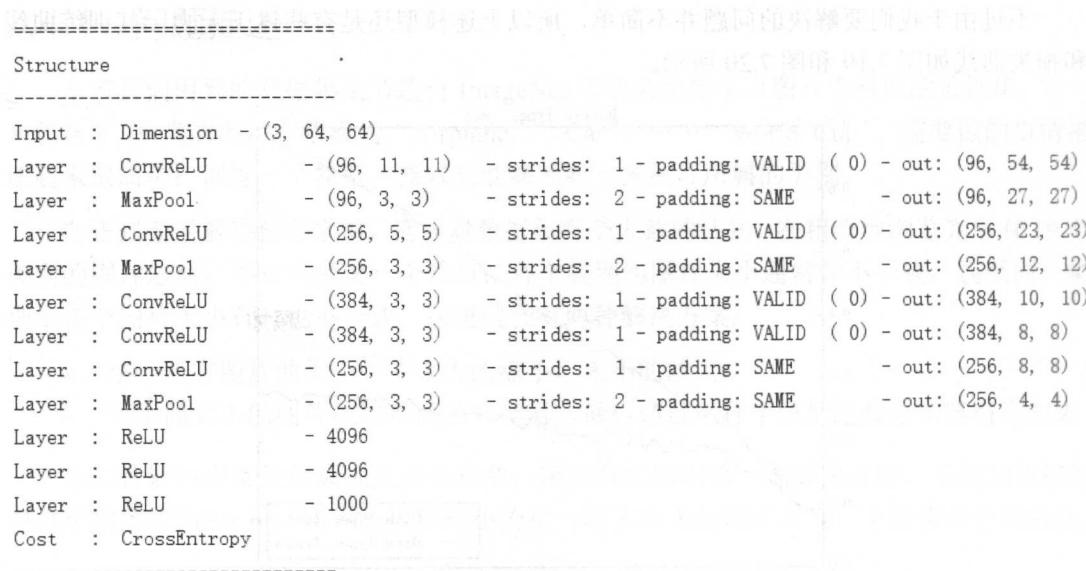 ==============================
Structure
------------------------------
Input : Dimension - (3, 64, 64)
Layer : ConvReLU - (96, 11, 11) - strides: 1 - padding: VALID ( 0) - out: (96, 54, 54)
Layer : MaxPool - (96, 3, 3) - strides: 2 - padding: SAME - out: (96, 27, 27)
Layer : ConvReLU - (256, 5, 5) - strides: 1 - padding: VALID ( 0) - out: (256, 23, 23)
Layer : MaxPool - (256, 3, 3) - strides: 2 - padding: SAME - out: (256, 12, 12)
Layer : ConvReLU - (384, 3, 3) - strides: 1 - padding: VALID ( 0) - out: (384, 10, 10)
Layer : ConvReLU - (384, 3, 3) - strides: 1 - padding: VALID ( 0) - out: (384, 8, 8)
Layer : ConvReLU - (256, 3, 3) - strides: 1 - padding: SAME - out: (256, 8, 8)
Layer : MaxPool - (256, 3, 3) - strides: 2 - padding: SAME - out: (256, 4, 4)
Layer : ReLU - 4096
Layer : ReLU - 4096
Layer : ReLU - 1000
Cost : CrossEntropy
------------------------------